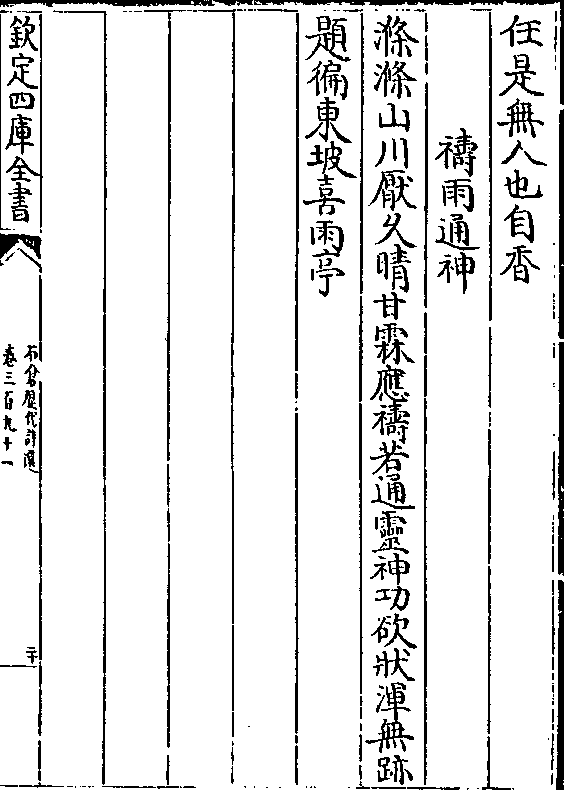 任是無人也自香
禱雨通神
滌滌山川厭久晴甘霖應禱若通靈神功欲狀渾無跡
題徧東坡喜雨亭
欽定四庫全書
石倉歷代詩選
卷三百九十一
二十